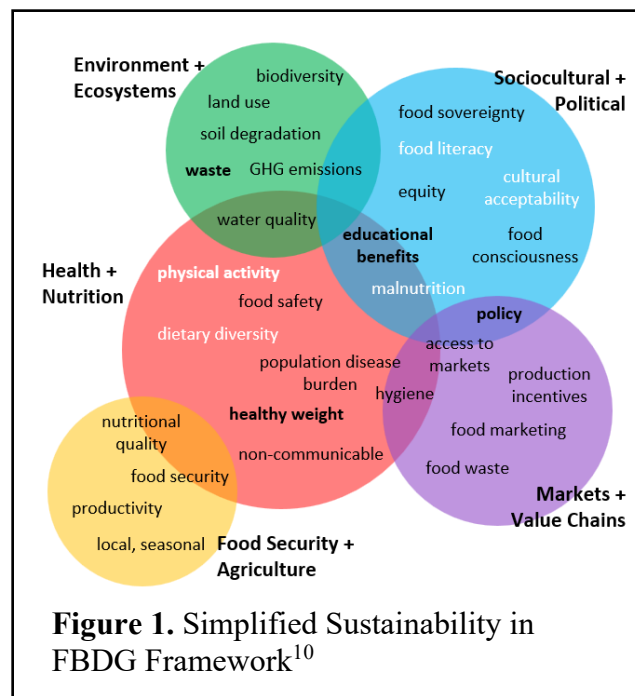 Environment +
Ecosystems
biodiversity
land use
soil degradation
waste
GHG emissions
water quality
Sociocultural +
Political
food sovereignty
food literacy
cultural
acceptability
equity
food
consciousness
educational
benefits
malnutrition
policy
Health +
Nutrition
physical activity
food safety
dietary diversity
population disease
burden
hygiene
healthy weight
non-communicable
access to
markets
production
incentives
food marketing
food waste
Markets +
Value Chains
nutritional
quality
food security
productivity
local, seasonal
Food Security +
Agriculture
Figure 1. Simplified Sustainability in
FBDG Framework10